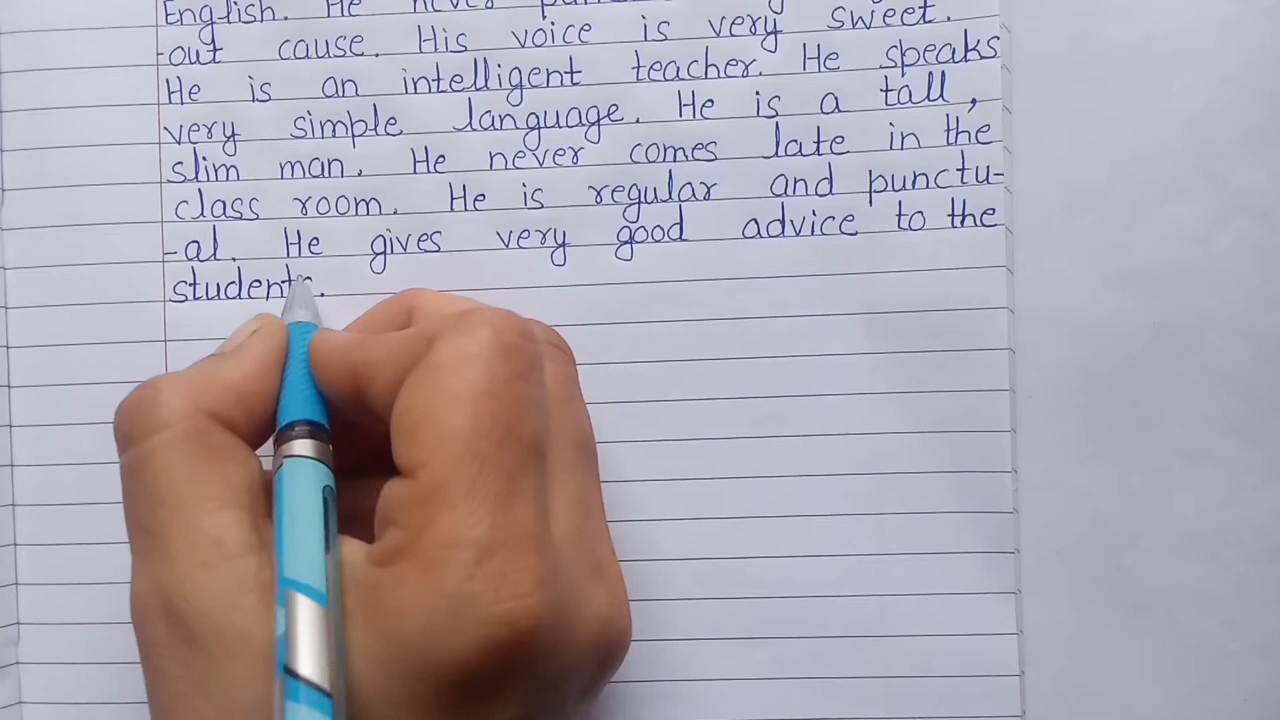 English. He never
-out cause. His voice is very sweet.
He is an intelligent teacher. He speaks
very simple language. He is a tall,
slim man. He never comes late in the
class room. He is regular and punctu-
-al. He gives very good advice to the
students.